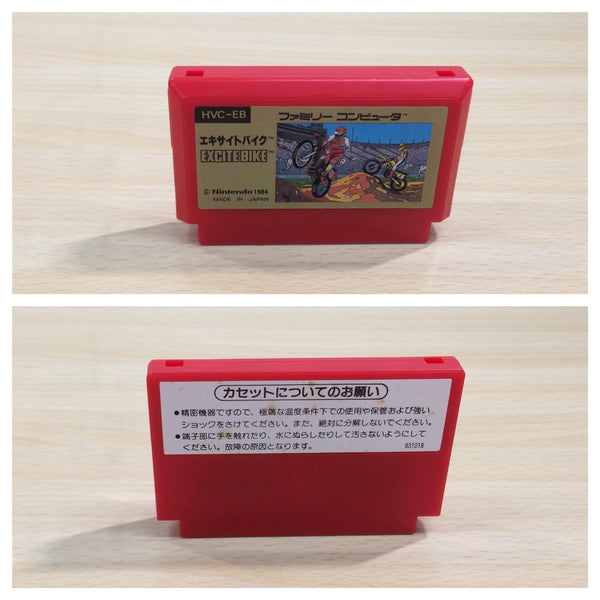 HVC-EB
ファミリー コンピュータ™
エキサイトバイク™
EXCITE BIKE™
© Nintendo 1984
MADE IN JAPAN
カセットについてのお願い
●精密機器ですので、極端な温度条件下での使用や保管および強い
ショックをさけてください。また、絶対に分解しないでください。
●端子部に手を触れたり、水にぬらしたりして汚さないようにして
ください。故障の原因となります。
831018